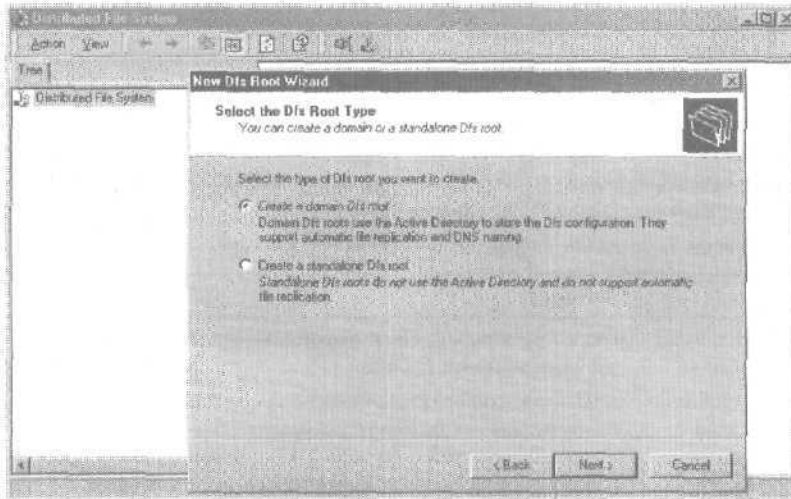 Distributed File System
Action View
Tree
Distributed File System
New Dfs Root Wizard
Select the Dfs Root Type
You can create a domain or a standalone Dfs root.
Select the type of Dfs root you want to create.
Create a domain Dfs root
Domain Dfs roots use the Active Directory to store the Dfs configuration. They
support automatic file replication and DNS naming.
Create a standalone Dfs root
Standalone Dfs roots do not use the Active Directory and do not support automatic
file replication.
< Back Next > Cancel